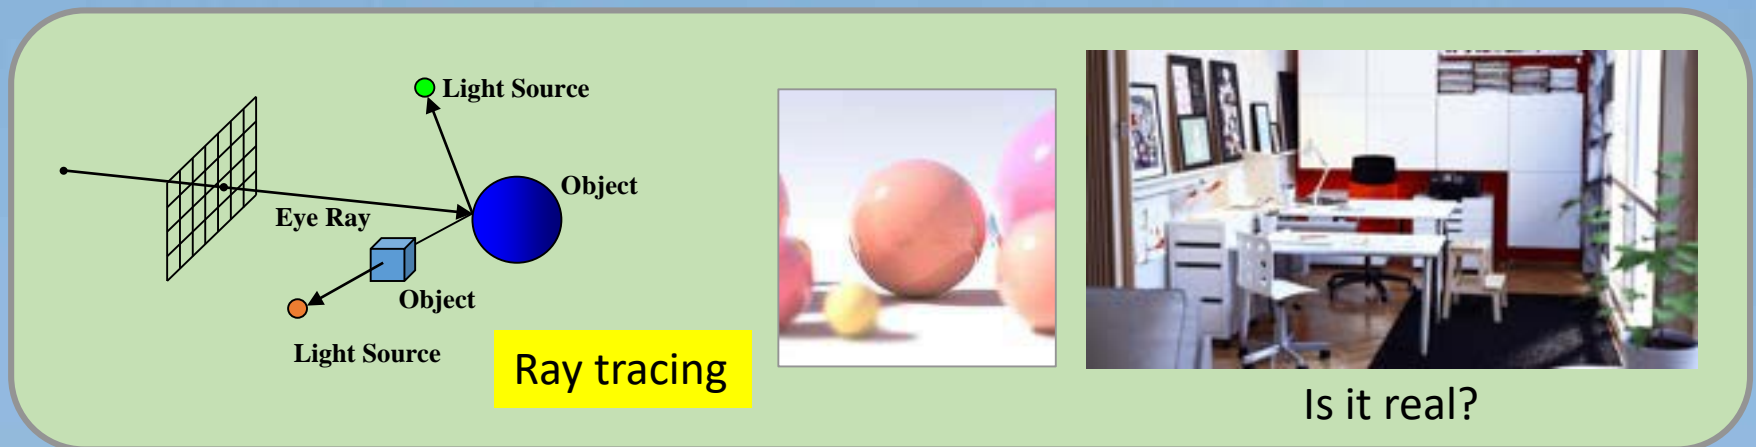 Light Source
Object
Eye Ray
Object
Light Source
Ray tracing
Is it real?